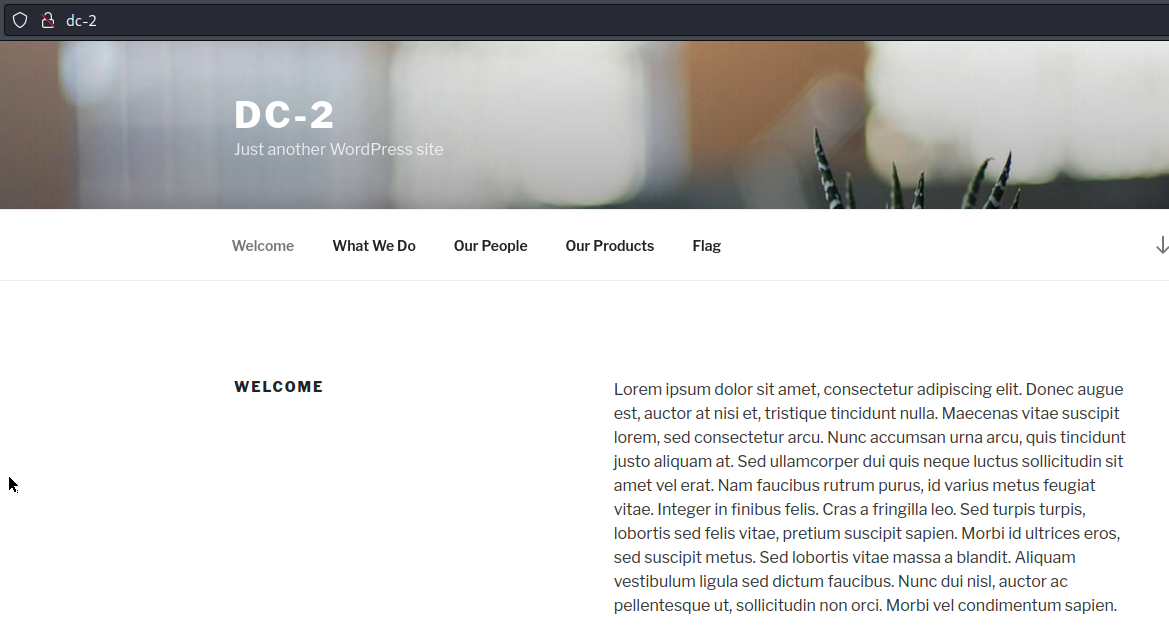 dc-2
DC-2
Just another WordPress site
Welcome What We Do Our People Our Products Flag
WELCOME
Lorem ipsum dolor sit amet, consectetur adipiscing elit. Donec augue
est, auctor at nisi et, tristique tincidunt nulla. Maecenas vitae suscipit
lorem, sed consectetur arcu. Nunc accumsan urna arcu, quis tincidunt
justo aliquam at. Sed ullamcorper dui quis neque luctus sollicitudin sit
amet vel erat. Nam faucibus rutrum purus, id varius metus feugiat
vitae. Integer in finibus felis. Cras a fringilla leo. Sed turpis turpis,
lobortis sed felis vitae, pretium suscipit sapien. Morbi id ultrices eros,
sed suscipit metus. Sed lobortis vitae massa a blandit. Aliquam
vestibulum ligula sed dictum faucibus. Nunc dui nisl, auctor ac
pellentesque ut, sollicitudin non orci. Morbi vel condimentum sapien.